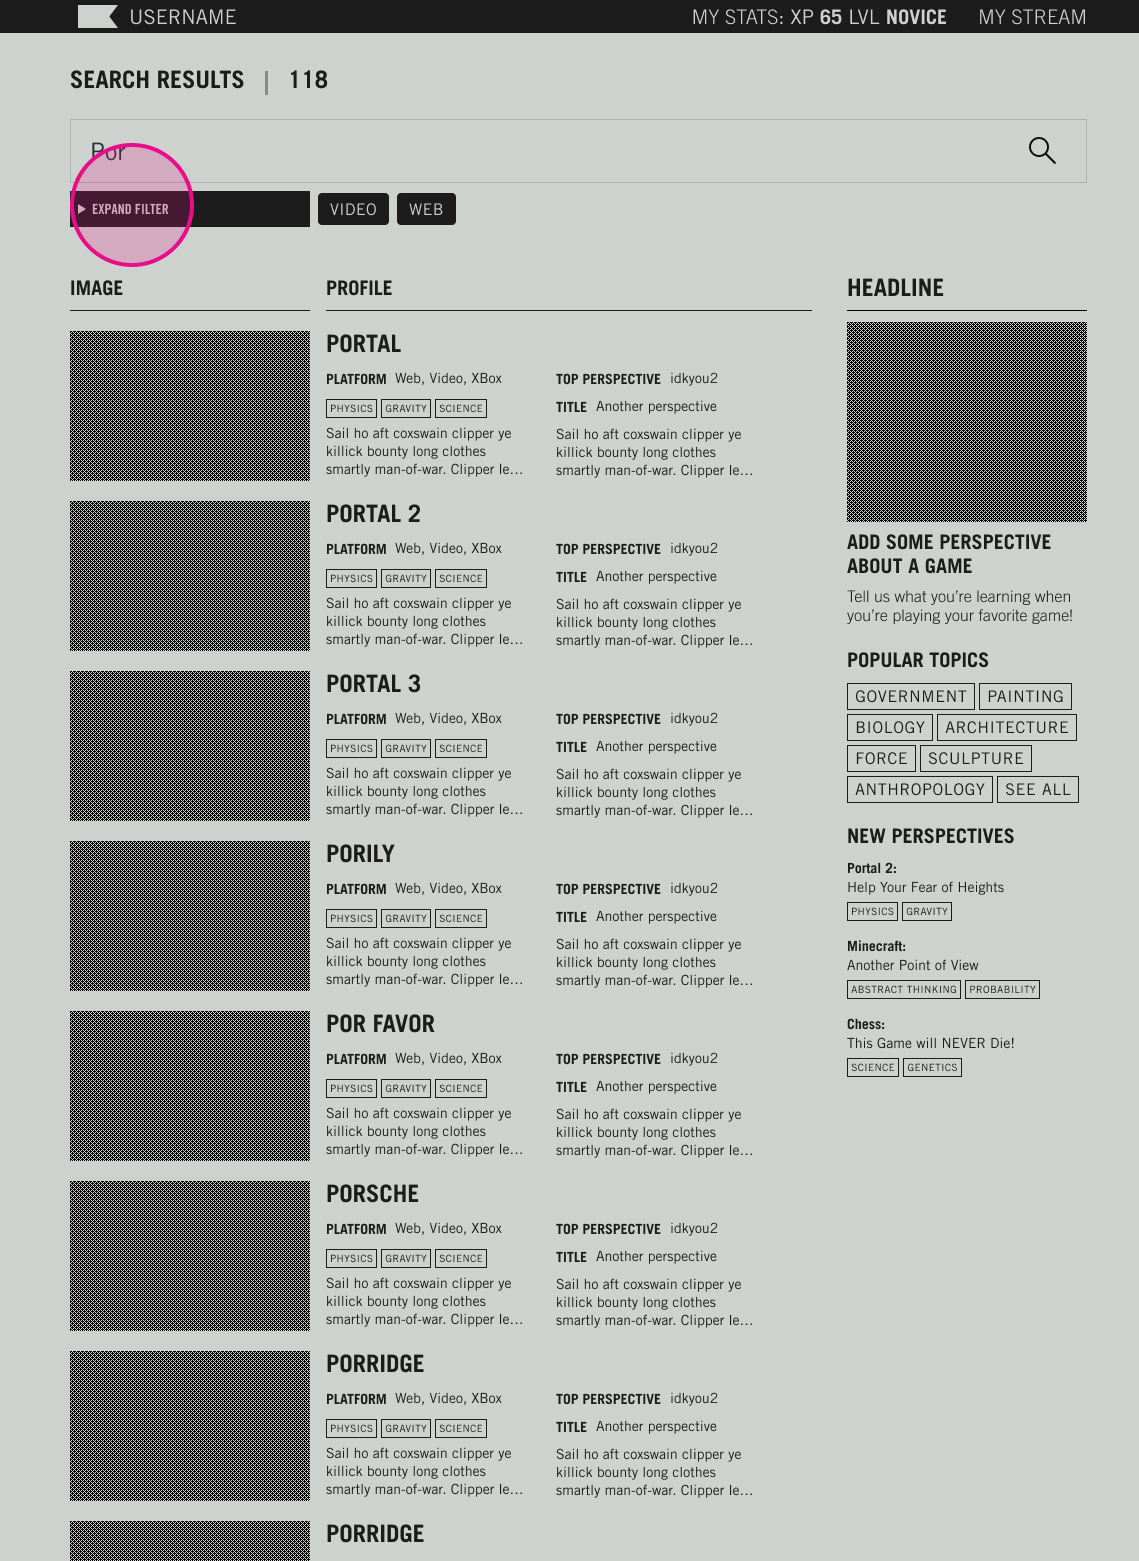 USERNAME
MY STATS: XP 65 LVL NOVICE
MY STREAM
SEARCH RESULTS | 118
Por
EXPAND FILTER
VIDEO
WEB
IMAGE
PROFILE
PORTAL
PLATFORM Web, Video, XBox
PHYSICS GRAVITY SCIENCE
Sail ho aft coxswain clipper ye
killick bounty long clothes
smartly man-of-war. Clipper le...
TOP PERSPECTIVE idkyou2
TITLE Another perspective
Sail ho aft coxswain clipper ye
killick bounty long clothes
smartly man-of-war. Clipper le...
PORTAL 2
PLATFORM Web, Video, XBox
PHYSICS GRAVITY SCIENCE
Sail ho aft coxswain clipper ye
killick bounty long clothes
smartly man-of-war. Clipper le...
TOP PERSPECTIVE idkyou2
TITLE Another perspective
Sail ho aft coxswain clipper ye
killick bounty long clothes
smartly man-of-war. Clipper le...
PORTAL 3
PLATFORM Web, Video, XBox
PHYSICS GRAVITY SCIENCE
Sail ho aft coxswain clipper ye
killick bounty long clothes
smartly man-of-war. Clipper le...
TOP PERSPECTIVE idkyou2
TITLE Another perspective
Sail ho aft coxswain clipper ye
killick bounty long clothes
smartly man-of-war. Clipper le...
PORILY
PLATFORM Web, Video, XBox
PHYSICS GRAVITY SCIENCE
Sail ho aft coxswain clipper ye
killick bounty long clothes
smartly man-of-war. Clipper le...
TOP PERSPECTIVE idkyou2
TITLE Another perspective
Sail ho aft coxswain clipper ye
killick bounty long clothes
smartly man-of-war. Clipper le...
POR FAVOR
PLATFORM Web, Video, XBox
PHYSICS GRAVITY SCIENCE
Sail ho aft coxswain clipper ye
killick bounty long clothes
smartly man-of-war. Clipper le...
TOP PERSPECTIVE idkyou2
TITLE Another perspective
Sail ho aft coxswain clipper ye
killick bounty long clothes
smartly man-of-war. Clipper le...
PORSCHE
PLATFORM Web, Video, XBox
PHYSICS GRAVITY SCIENCE
Sail ho aft coxswain clipper ye
killick bounty long clothes
smartly man-of-war. Clipper le...
TOP PERSPECTIVE idkyou2
TITLE Another perspective
Sail ho aft coxswain clipper ye
killick bounty long clothes
smartly man-of-war. Clipper le...
PORRIDGE
PLATFORM Web, Video, XBox
PHYSICS GRAVITY SCIENCE
Sail ho aft coxswain clipper ye
killick bounty long clothes
smartly man-of-war. Clipper le...
TOP PERSPECTIVE idkyou2
TITLE Another perspective
Sail ho aft coxswain clipper ye
killick bounty long clothes
smartly man-of-war. Clipper le...
PORRIDGE
HEADLINE
ADD SOME PERSPECTIVE
ABOUT A GAME
Tell us what you’re learning when
you’re playing your favorite game!
POPULAR TOPICS
GOVERNMENT PAINTING
BIOLOGY ARCHITECTURE
FORCE SCULPTURE
ANTHROPOLOGY SEE ALL
NEW PERSPECTIVES
Portal 2:
Help Your Fear of Heights
PHYSICS GRAVITY
Minecraft:
Another Point of View
ABSTRACT THINKING PROBABILITY
Chess:
This Game will NEVER Die!
SCIENCE GENETICS